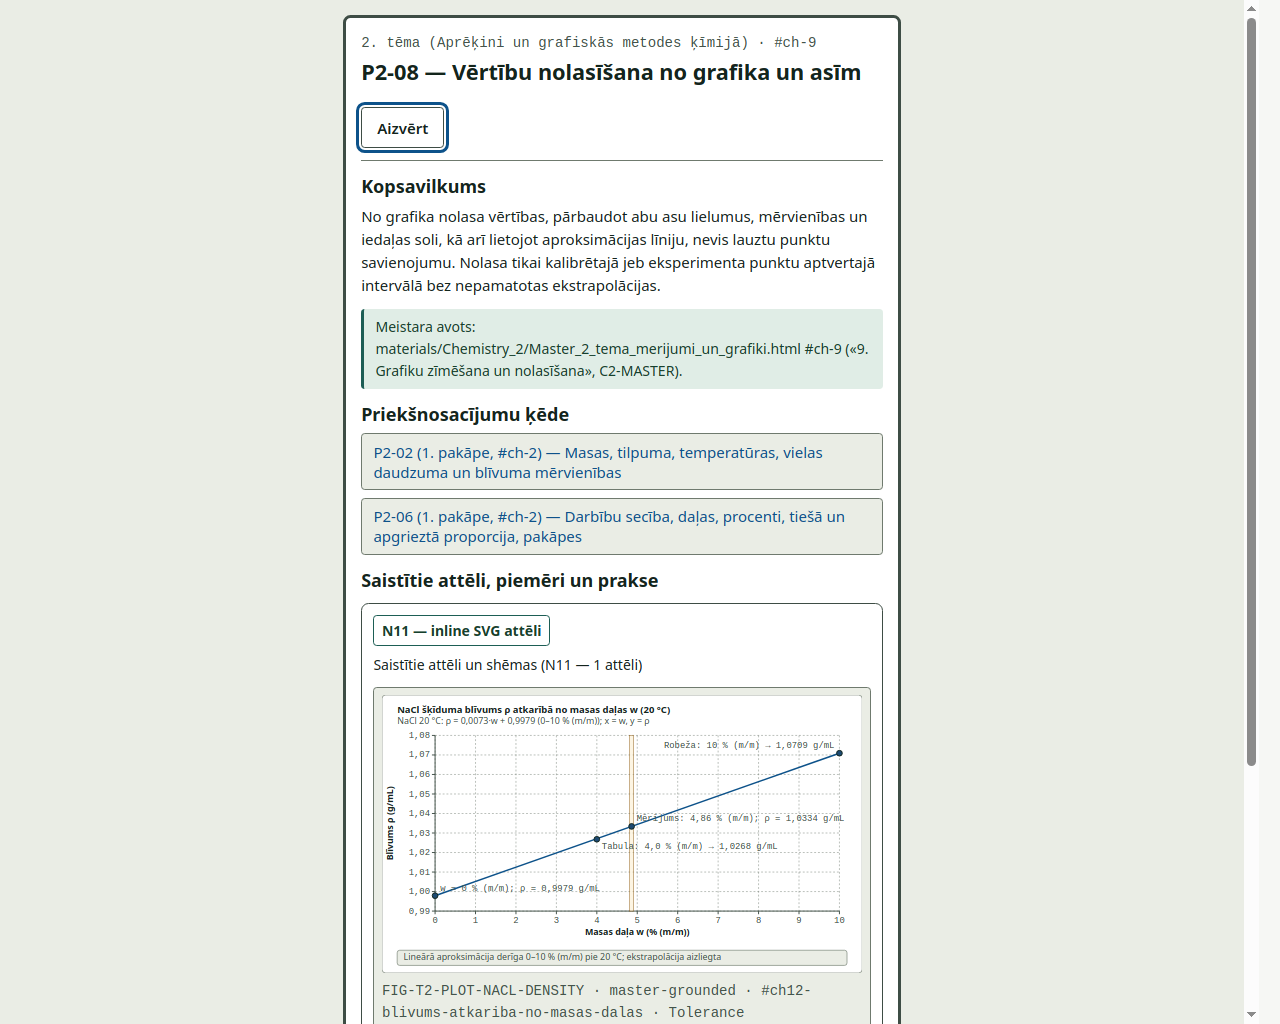 2. tēma (Aprēķini un grafiskās metodes ķīmijā) · #ch-9
P2-08 — Vērtību nolasīšana no grafika un asīm
Aizvērt
Kopsavilkums
No grafika nolasa vērtības, pārbaudot abu asu lielumus, mērvienības un
iedaļas soli, kā arī lietojot aproksimācijas līniju, nevis lauztu punktu
savienojumu. Nolasa tikai kalibrētajā jeb eksperimenta punktu aptvertajā
intervālā bez nepamatotas ekstrapolācijas.
Meistara avots:
materials/Chemistry_2/Master_2_tema_merijumi_un_grafiki.html #ch-9 («9.
Grafiku zīmēšana un nolasīšana», C2-MASTER).
Priekšnosacījumu ķēde
P2-02 (1. pakāpe, #ch-2) — Masas, tilpuma, temperatūras, vielas
daudzuma un blīvuma mērvienības
P2-06 (1. pakāpe, #ch-2) — Darbību secība, daļas, procenti, tiešā un
apgrieztā proporcija, pakāpes
Saistītie attēli, piemēri un prakse
N11 — inline SVG attēli
Saistītie attēli un shēmas (N11 — 1 attēli)
NaCl šķīduma blīvums ρ atkarībā no masas daļas w (20 °C)
NaCl 20 °C: ρ = 0,0073·w + 0,9979 (0–10 % (m/m)); x = w, y = ρ
1,08
Robeža: 10 % (m/m) → 1,0709 g/mL
1,07
1,06
1,05
1,04
Mērījums: 4,86 % (m/m); ρ = 1,0334 g/mL
1,03
Tabula: 4,0 % (m/m) → 1,0268 g/mL
1,02
1,01
1,00
w = 0 % (m/m); ρ = 0,9979 g/mL
0,99
Blīvums ρ (g/mL)
0 1 2 3 4 5 6 7 8 9 10
Masas daļa w (% (m/m))
Lineārā aproksimācija derīga 0–10 % (m/m) pie 20 °C; ekstrapolācija aizliegta
FIG-T2-PLOT-NACL-DENSITY · master-grounded · #ch12-
blivums-atkariba-no-masas-dalas · Tolerance